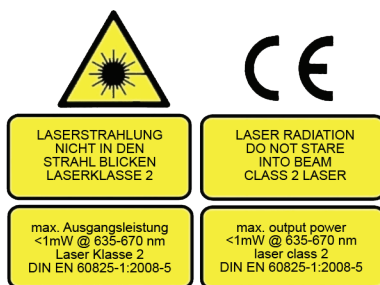 CE
LASERSTRAHLUNG
NICHT IN DEN
STRAHL BLICKEN
LASERKLASSE 2
LASER RADIATION
DO NOT STARE
INTO BEAM
CLASS 2 LASER
max. Ausgangsleistung
<1mW @ 635-670 nm
Laser Klasse 2
DIN EN 60825-1:2008-5
max. output power
<1mW @ 635-670 nm
laser class 2
DIN EN 60825-1:2008-5